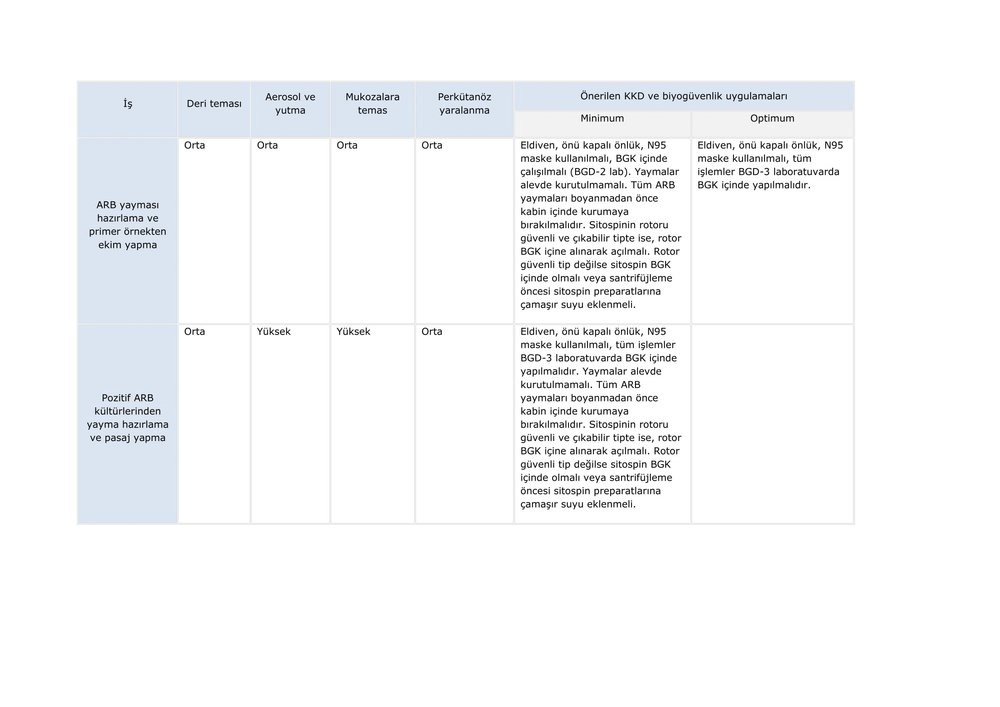 İş
Deri teması
Aerosol ve
yutma
Mukozalara
temas
Perkütanöz
yaralanma
Önerilen KKD ve biyogüvenlik uygulamaları
Minimum
Optimum
ARB yayması
hazırlama ve
primer örnekten
ekim yapma
Orta
Orta
Orta
Orta
Eldiven, önü kapalı önlük, N95
maske kullanılmalı, BGK içinde
çalışılmalı (BGD-2 lab). Yaymalar
alevde kurutulmamalı. Tüm ARB
yaymaları boyanmadan önce
kabin içinde kurumaya
bırakılmalıdır. Sitospinin rotoru
güvenli ve çıkabilir tipte ise, rotor
BGK içine alınarak açılmalı. Rotor
güvenli tip değilse sitospin BGK
içinde olmalı veya santrifüjleme
öncesi sitospin preparatlarına
çamaşır suyu eklenmeli.
Eldiven, önü kapalı önlük, N95
maske kullanılmalı, tüm
işlemler BGD-3 laboratuvarda
BGK içinde yapılmalıdır.
Pozitif ARB
kültürlerinden
yayma hazırlama
ve pasaj yapma
Orta
Yüksek
Yüksek
Orta
Eldiven, önü kapalı önlük, N95
maske kullanılmalı, tüm işlemler
BGD-3 laboratuvarda BGK içinde
yapılmalıdır. Yaymalar alevde
kurutulmamalı. Tüm ARB
yaymaları boyanmadan önce
kabin içinde kurumaya
bırakılmalıdır. Sitospinin rotoru
güvenli ve çıkabilir tipte ise, rotor
BGK içine alınarak açılmalı. Rotor
güvenli tip değilse sitospin BGK
içinde olmalı veya santrifüjleme
öncesi sitospin preparatlarına
çamaşır suyu eklenmeli.